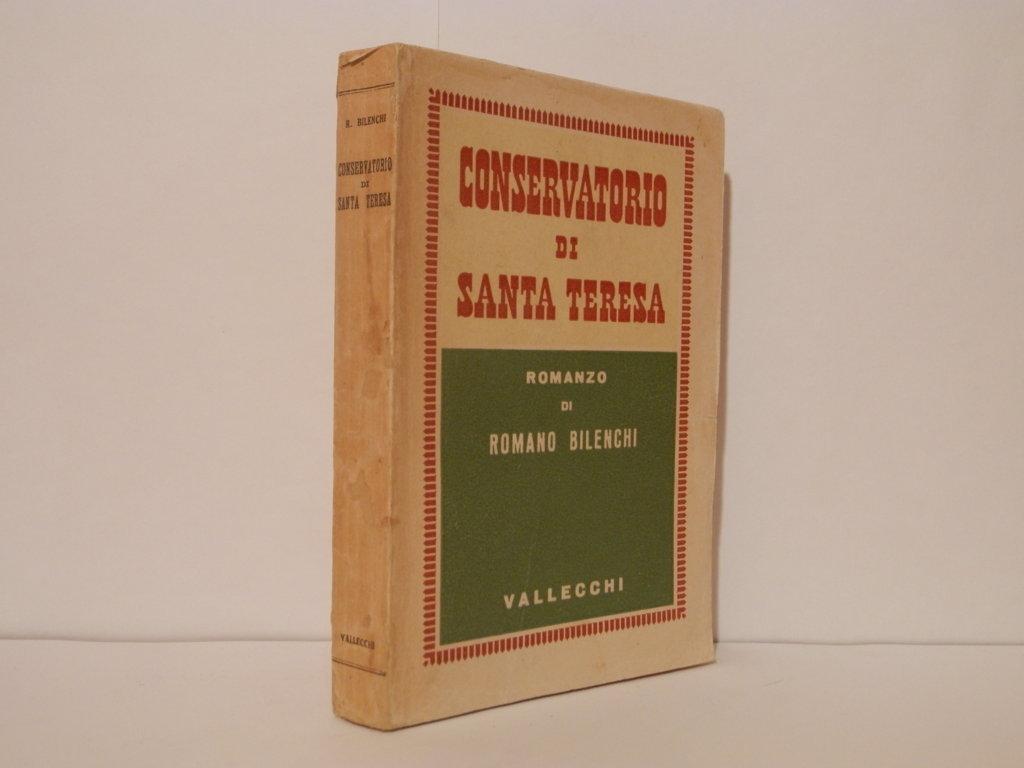 R. BILENCHI
CONSERVATORIO
DI
SANTA TERESA
VALLECCHI
CONSERVATORIO
DI
SANTA TERESA
ROMANZO
DI
ROMANO BILENCHI
VALLECCHI